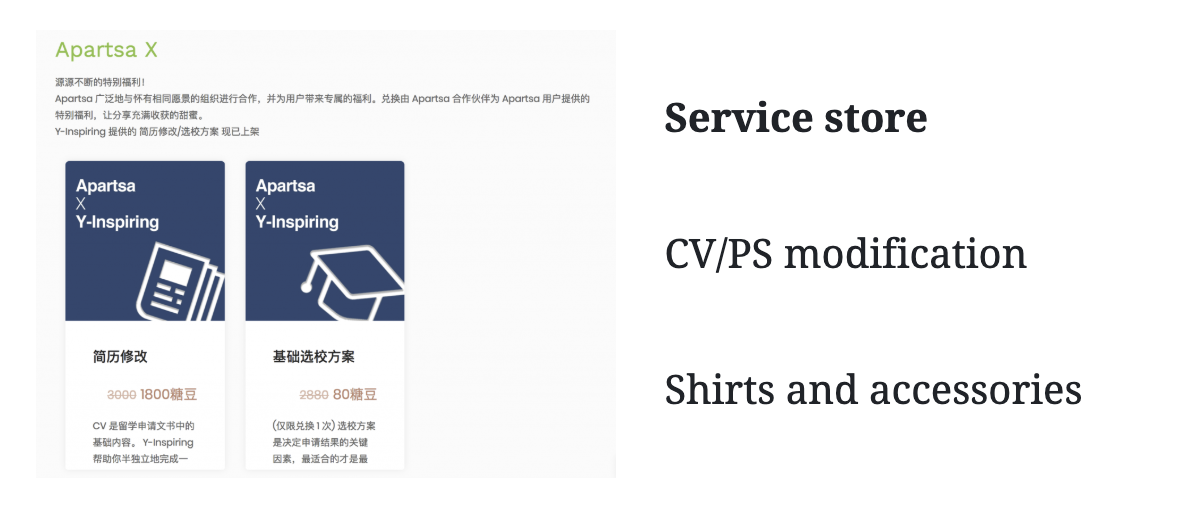 Apartsa X
源源不断的特别福利！
Apartsa 广泛地与怀有相同愿景的组织进行合作，并为用户带来专属的福利。兑换由 Apartsa 合作伙伴为 Apartsa 用户提供的
特别福利，让分享充满收获的甜蜜。
Y-Inspiring 提供的 简历修改/选校方案 现已上架
Apartsa
X
Y-Inspiring
简历修改
3000 1800糖豆
CV 是留学申请文书中的
基础内容。 Y-Inspiring
帮助你半独立地完成一
Apartsa
X
Y-Inspiring
基础选校方案
2880 80糖豆
(仅限兑换 1 次) 选校方案
是决定申请结果的关键
因素，最适合的才是最
Service store
CV/PS modification
Shirts and accessories